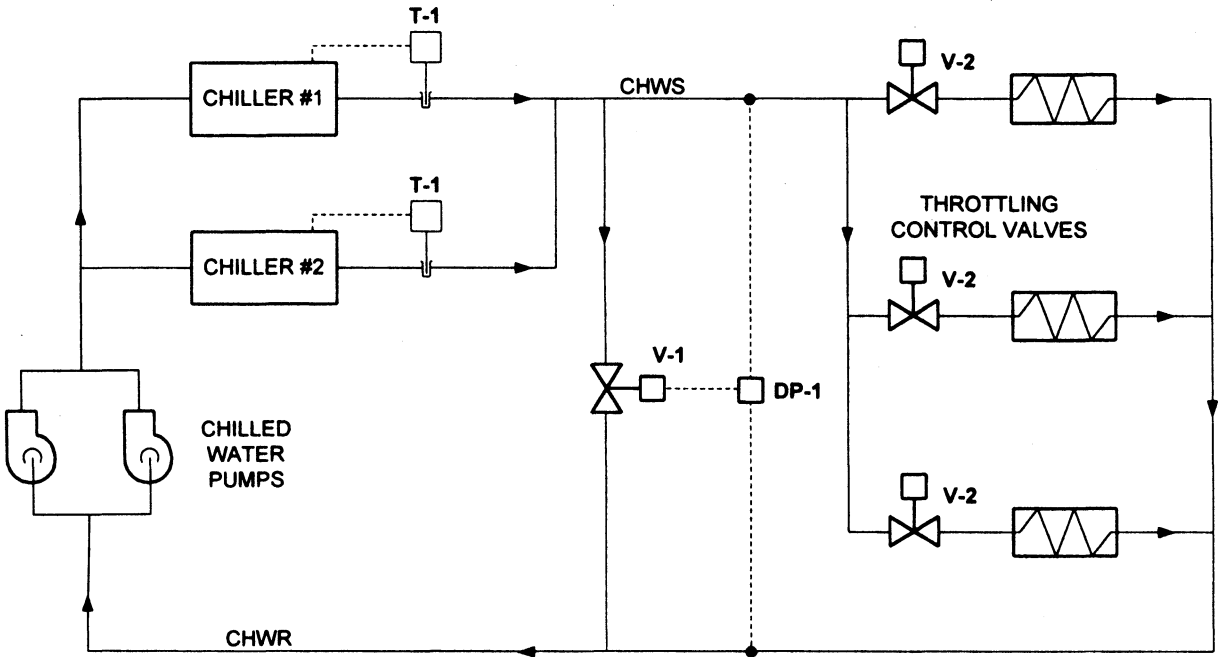 T-1
CHILLER #1
CHWS
V-2
T-1
CHILLER #2
THROTTLING
CONTROL VALVES
V-2
V-1
DP-1
CHILLED
WATER
PUMPS
V-2
CHWR